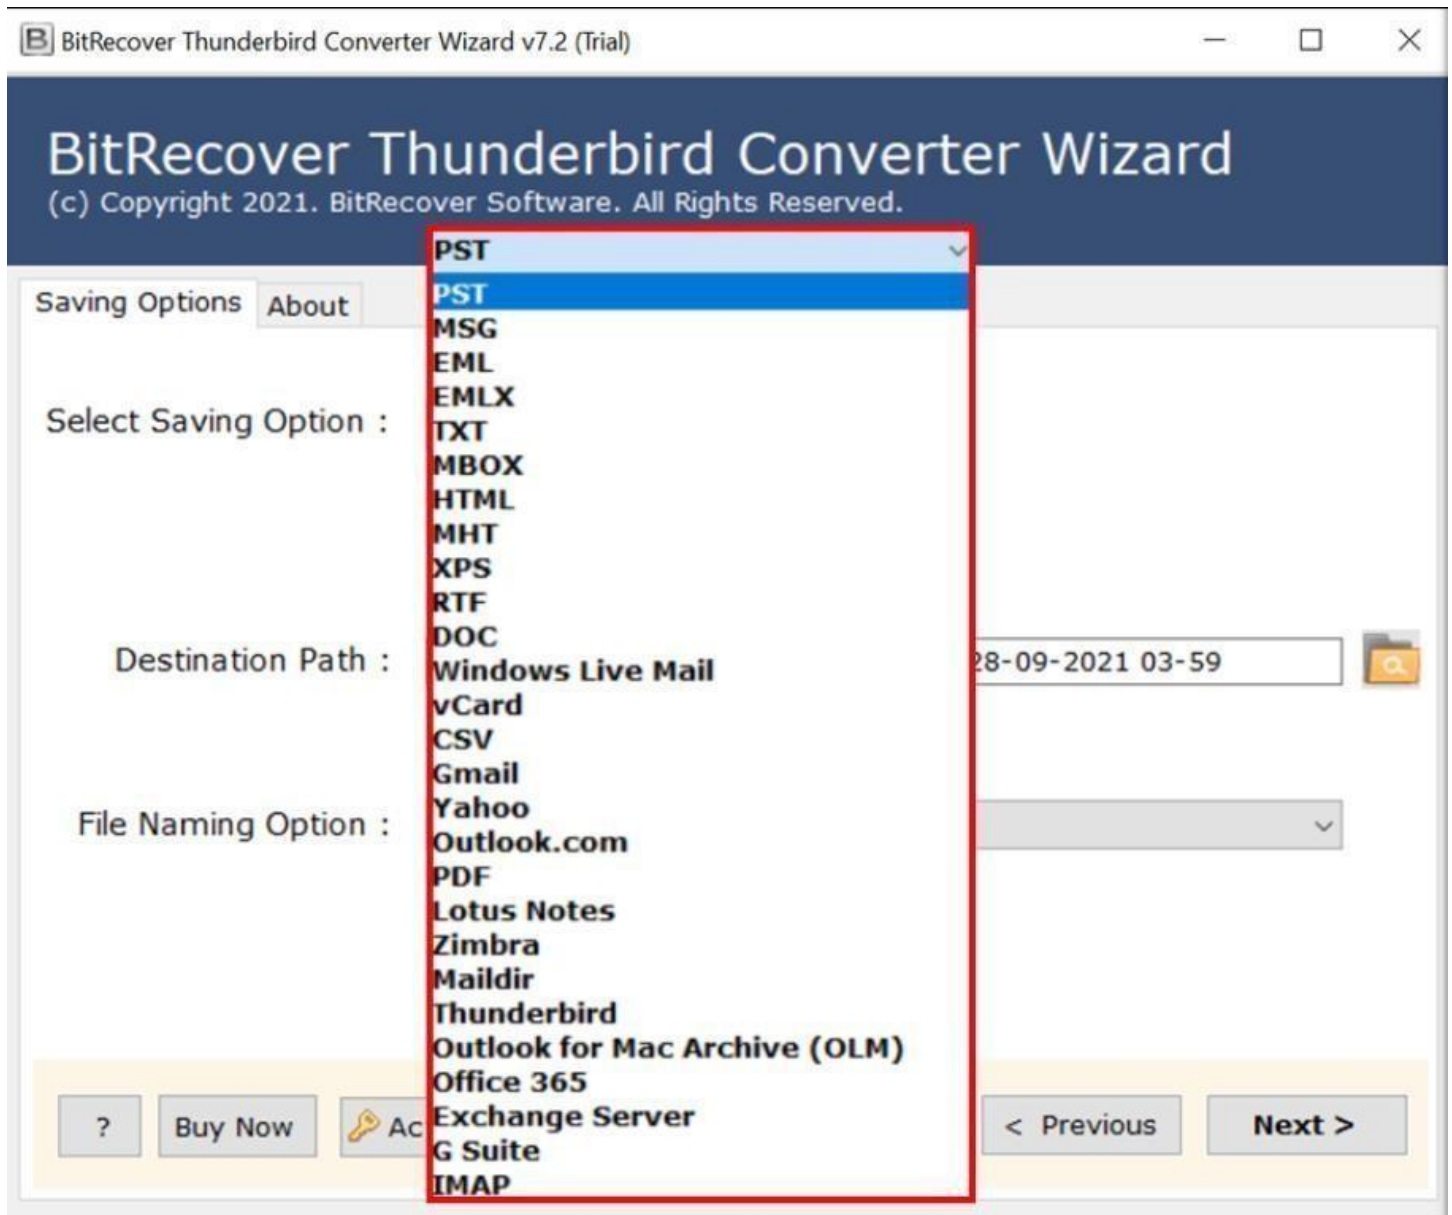 BitRecover Thunderbird Converter Wizard v7.2 (Trial)
BitRecover Thunderbird Converter Wizard
(c) Copyright 2021. BitRecover Software. All Rights Reserved.
PST
Saving Options
About
PST
MSG
EML
EMLX
Select Saving Option :
TXT
MBOX
HTML
MHT
XPS
RTF
DOC
Destination Path :
28-09-2021 03-59
Windows Live Mail
vCard
CSV
Gmail
Yahoo
File Naming Option :
Outlook.com
PDF
Lotus Notes
Zimbra
Maildir
Thunderbird
Outlook for Mac Archive (OLM)
Office 365
Exchange Server
G Suite
IMAP
?
Buy Now
< Previous
Next >